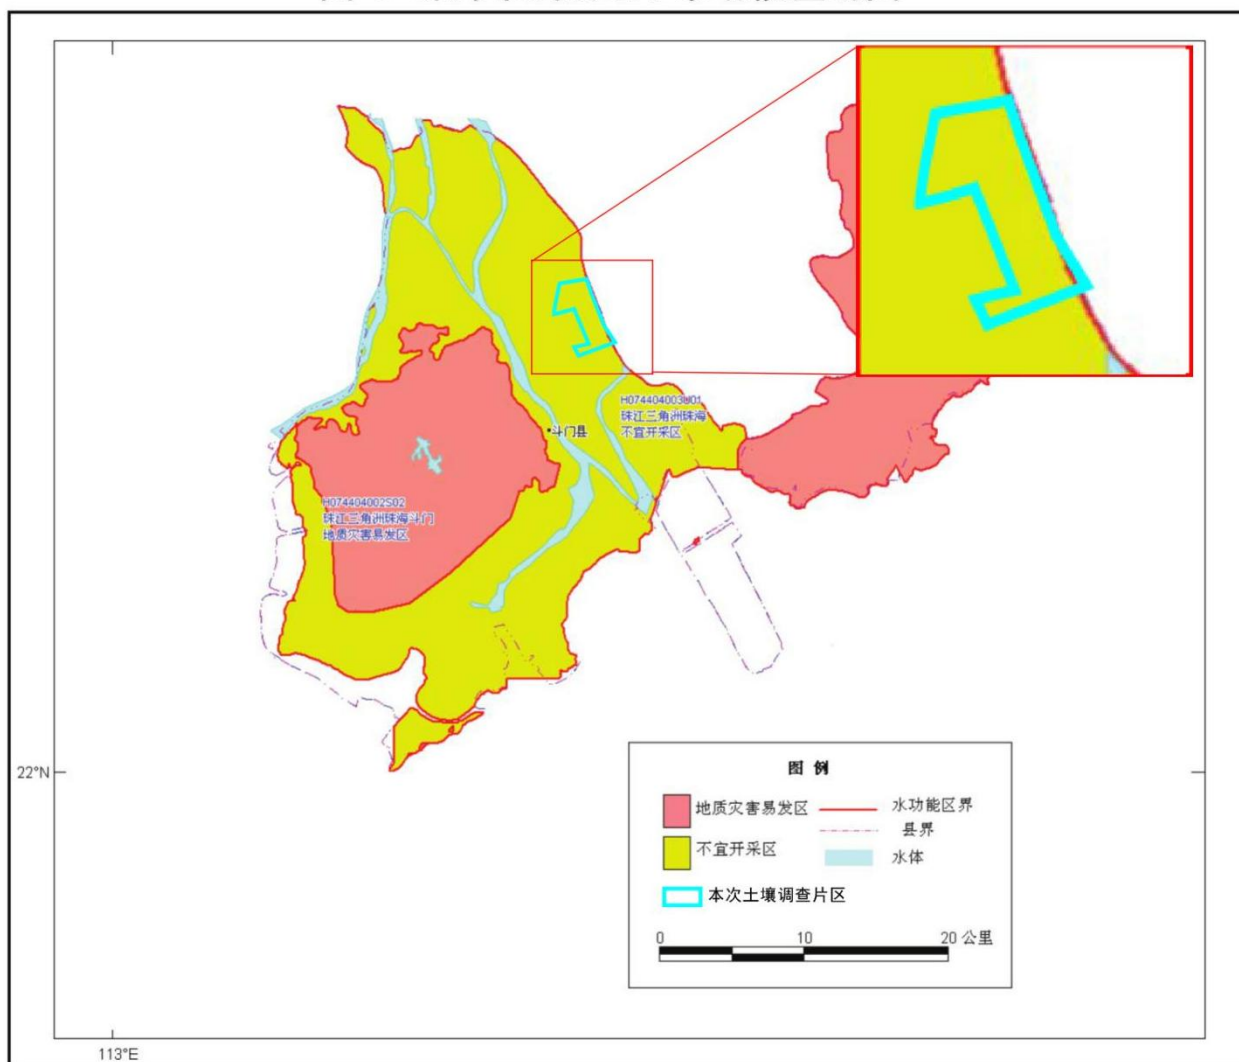 H074404003U01
珠江三角洲珠海
不宜开采区
斗门县
H074404002S02
珠江三角洲珠海斗门
地质灾害易发区
22°N
图 例
地质灾害易发区
水功能区界
县界
不宜开采区
水体
本次土壤调查片区
0 10 20 公里
113°E